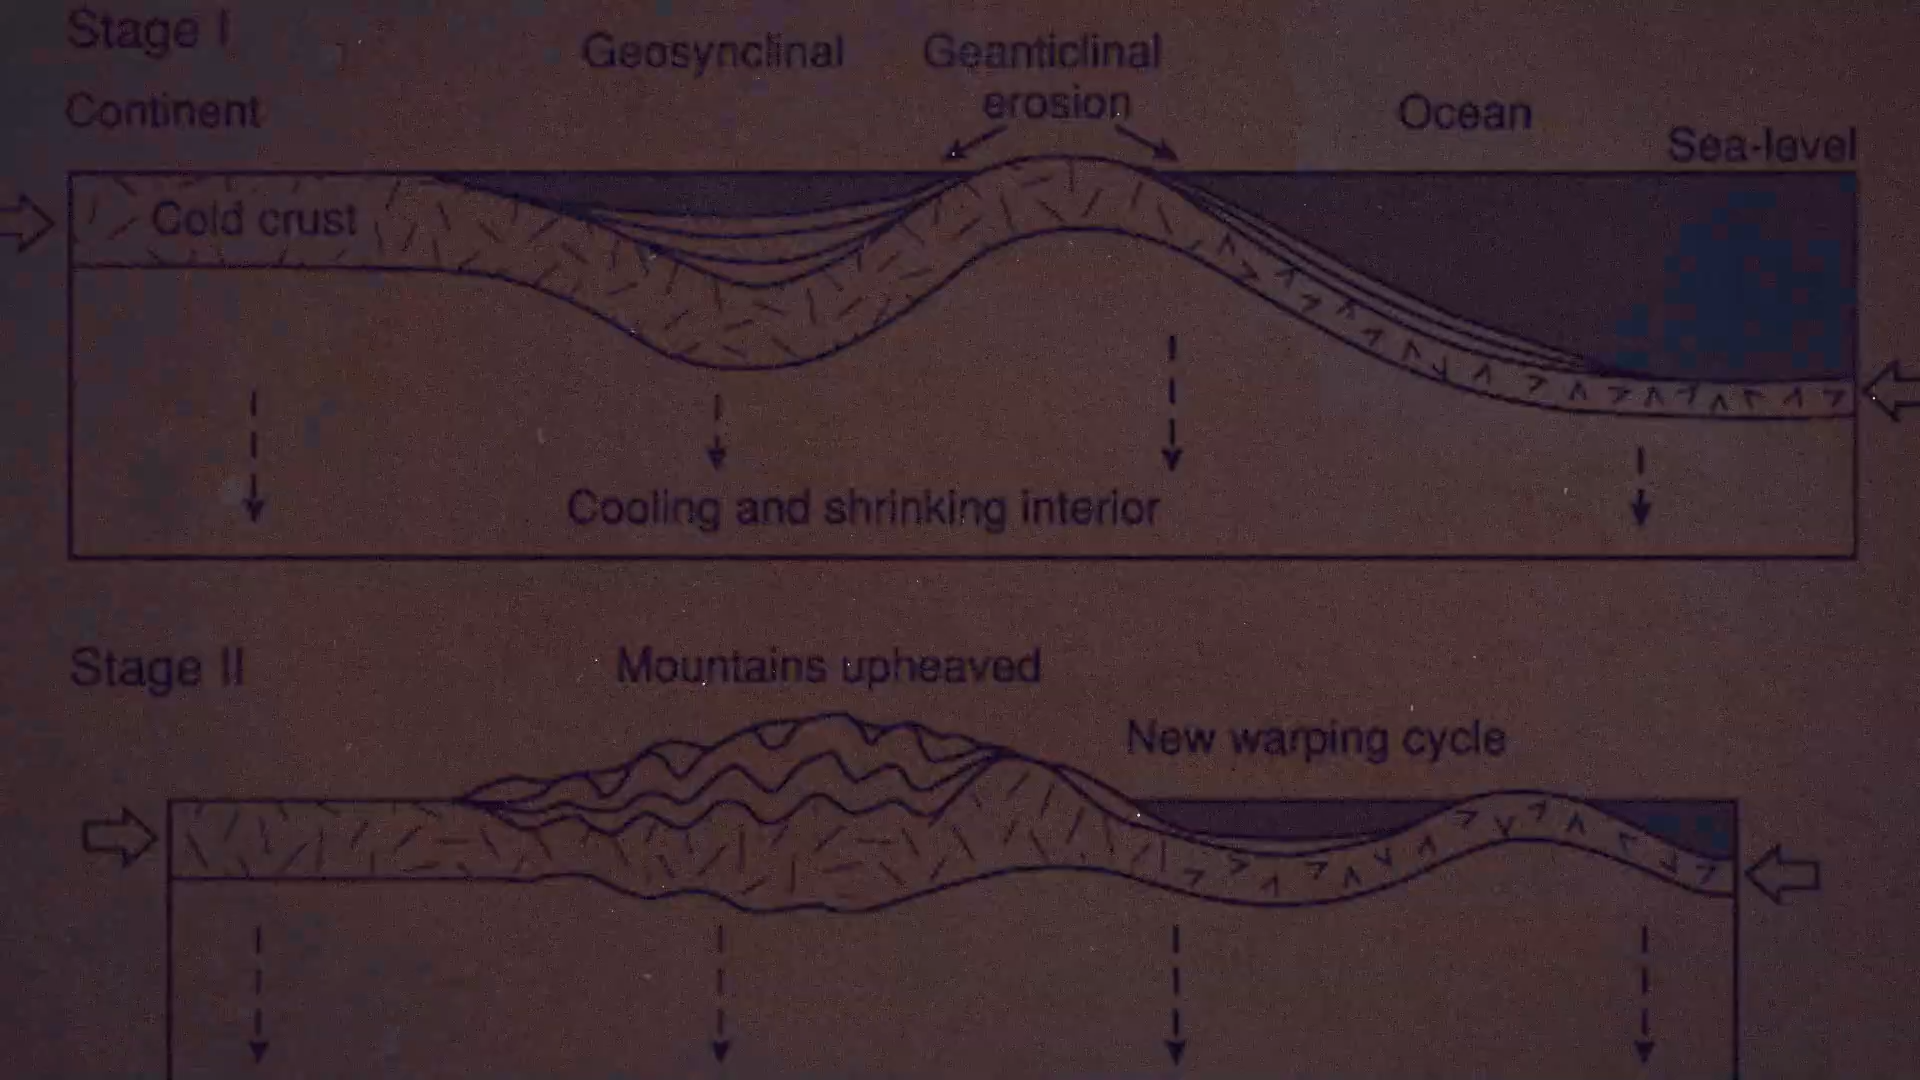 Stage I
Geosynclinal
Geanticlinal
erosion
Continent
Ocean
Sea-level
Cold crust
Cooling and shrinking interior
Stage II
Mountains upheaved
New warping cycle